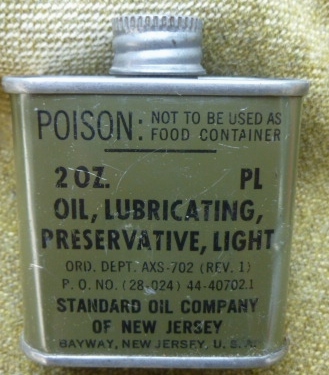 POISON: NOT TO BE USED AS
FOOD CONTAINER
2 OZ. PL
OIL, LUBRICATING,
PRESERVATIVE, LIGHT
ORD. DEPT. AXS-702 (REV. 1)
P. O. NO. (28-024) 44-40702.1
STANDARD OIL COMPANY
OF NEW JERSEY
BAYWAY, NEW JERSEY, U. S. A.